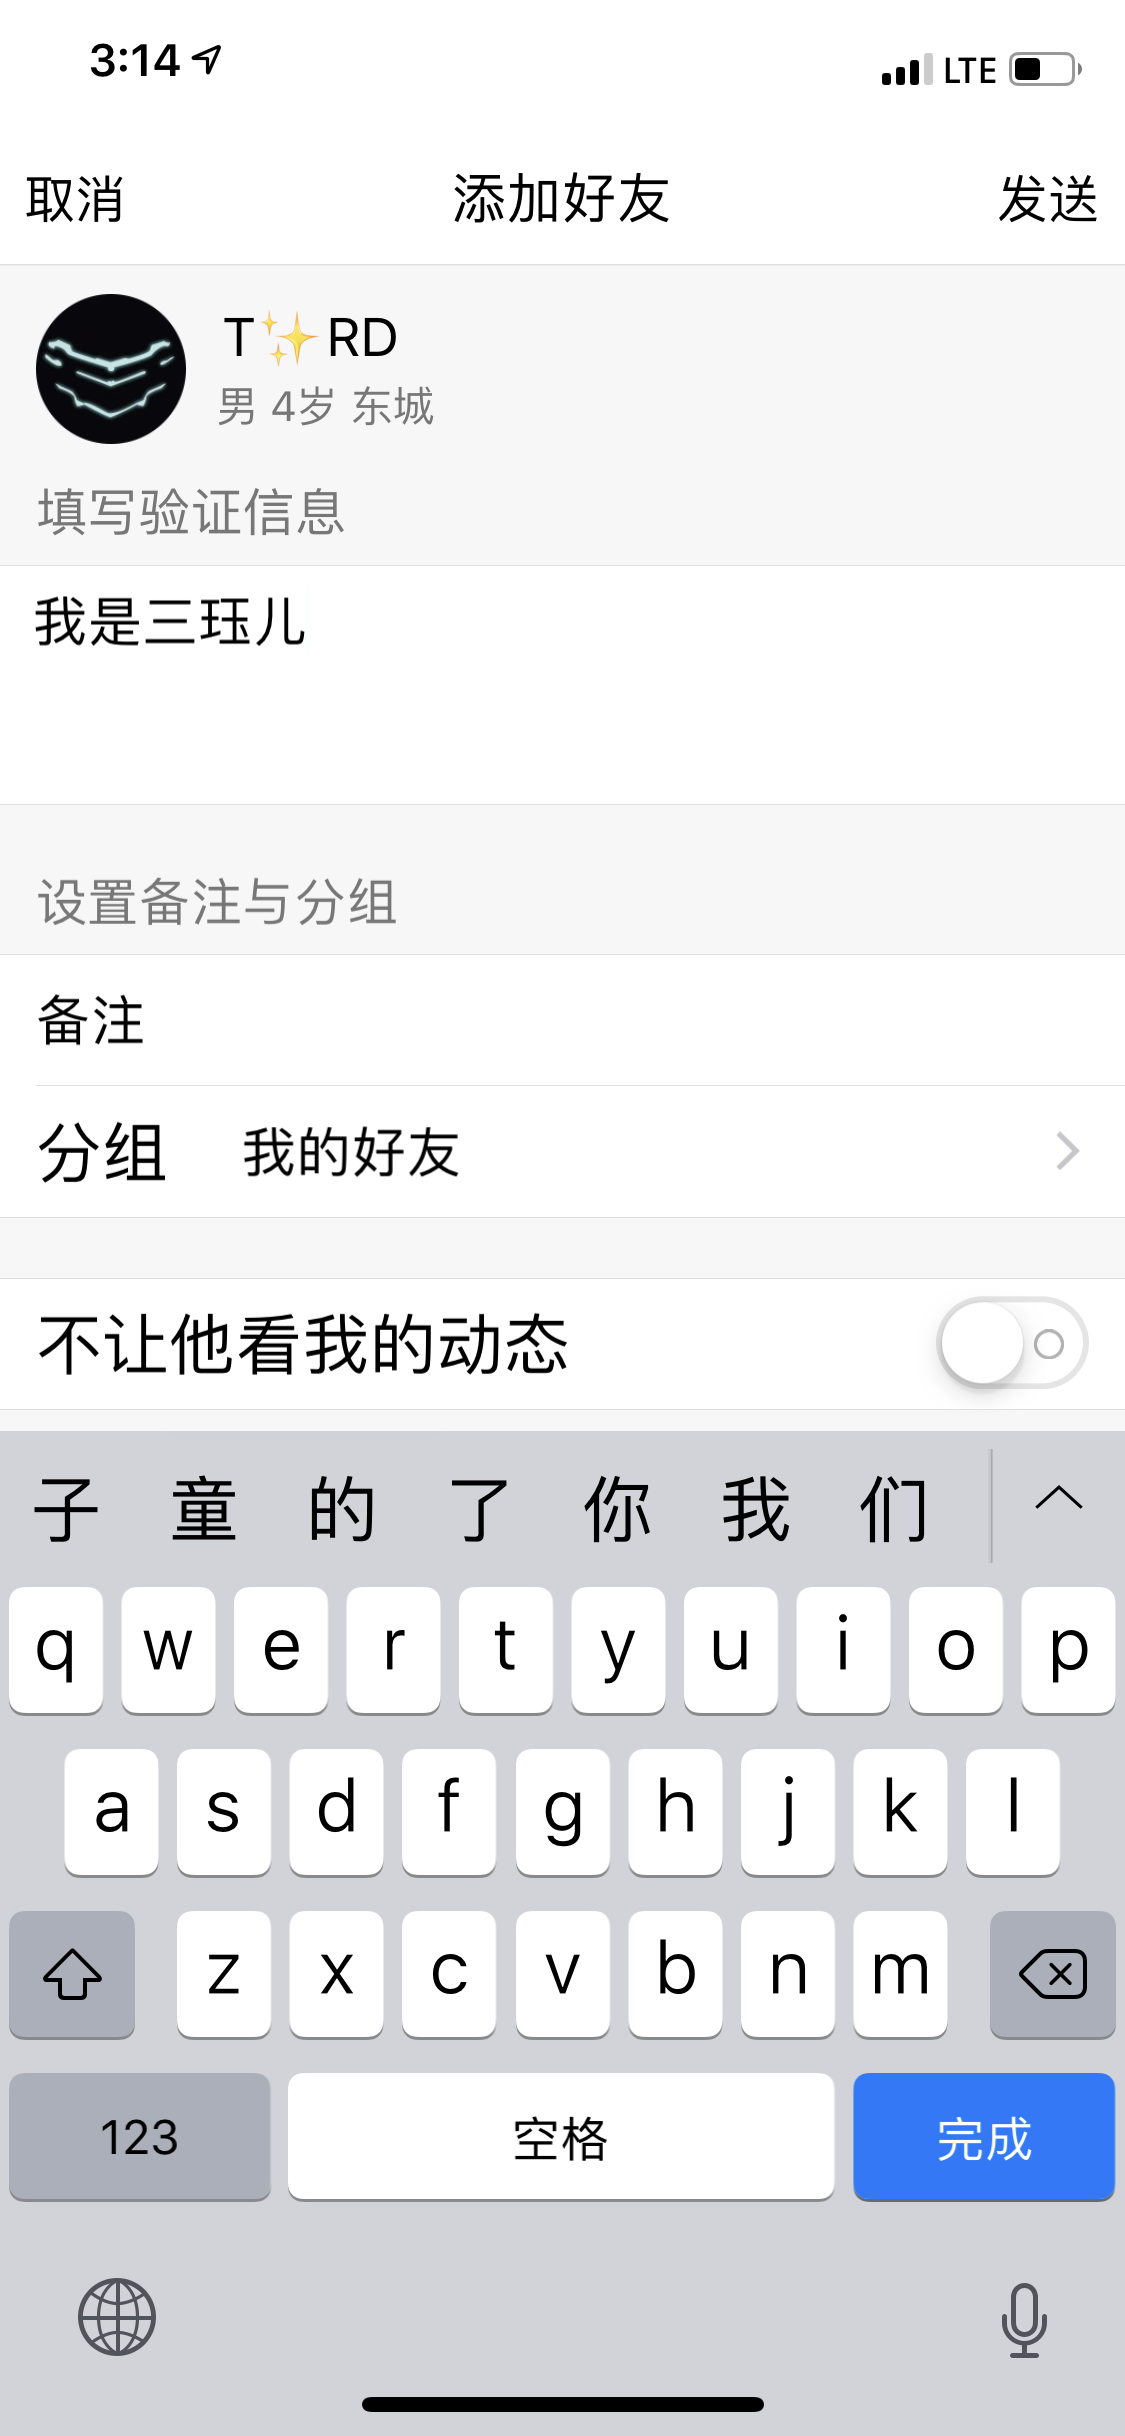 3:14 LTE
取消 添加好友 发送
T✨RD
男 4岁 东城
填写验证信息
我是三珏儿
设置备注与分组
备注
分组 我的好友
不让他看我的动态
子 童 的 了 你 我 们
q w e r t y u i o p
a s d f g h j k l
z x c v b n m
123 空格 完成